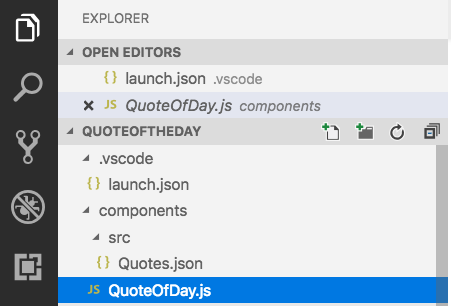 EXPLORER
OPEN EDITORS
{ } launch.json .vscode
JS QuoteOfDay.js components
QUOTEOFTHEDAY
.vscode
{ } launch.json
components
src
{ } Quotes.json
JS QuoteOfDay.js